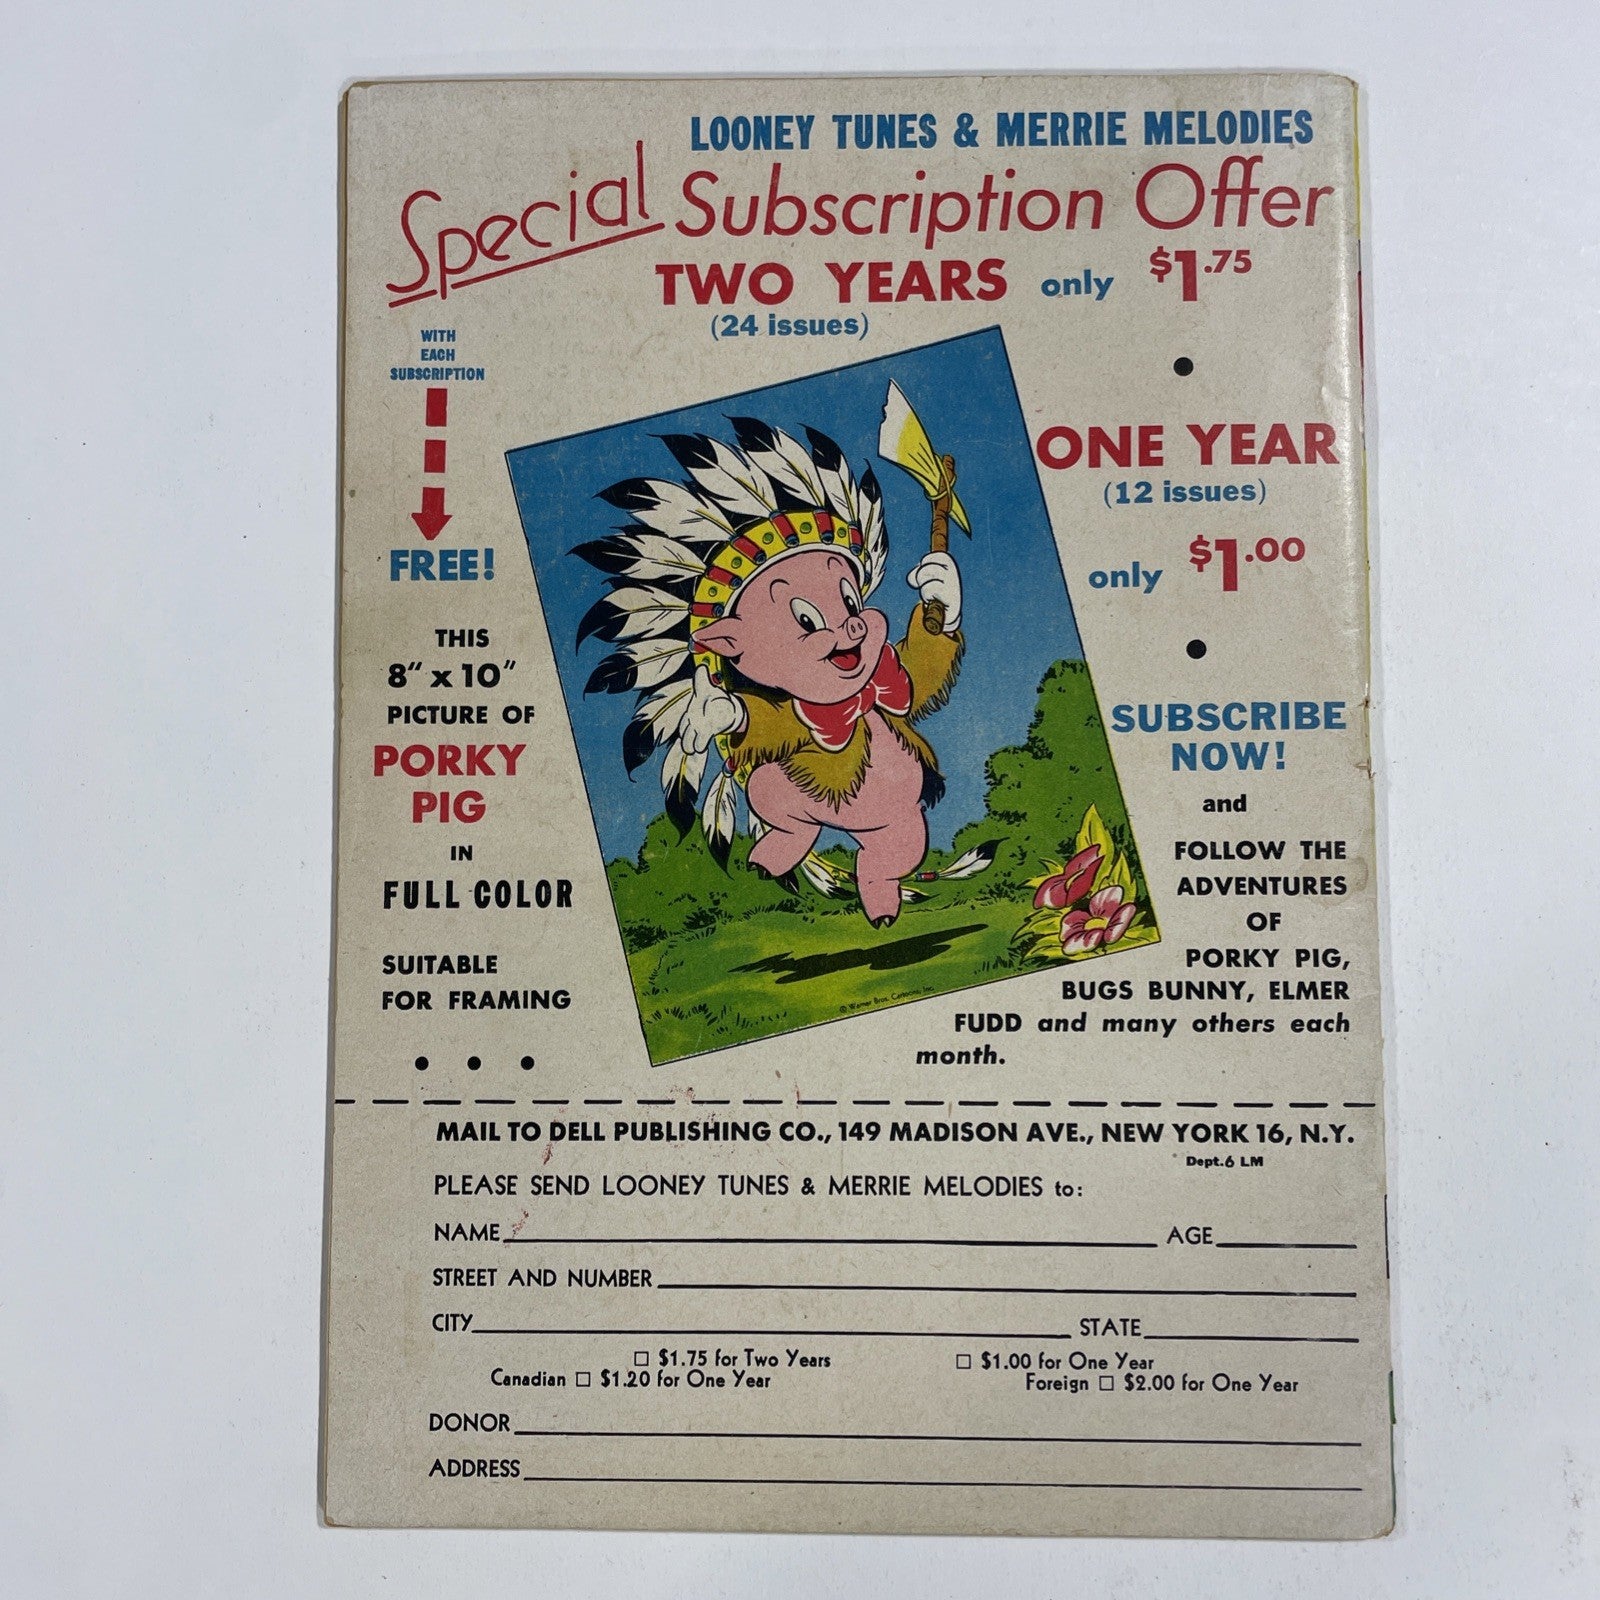 LOONEY TUNES & MERRIE MELODIES
Special Subscription Offer
TWO YEARS only $1.75
(24 issues)
WITH
EACH
SUBSCRIPTION
FREE!
THIS
8" x 10"
PICTURE OF
PORKY
PIG
IN
FULL COLOR
SUITABLE
FOR FRAMING
ONE YEAR
(12 issues)
only $1.00
SUBSCRIBE
NOW!
and
FOLLOW THE
ADVENTURES
OF
PORKY PIG,
BUGS BUNNY, ELMER
FUDD and many others each
month.
© Warner Bros. Cartoons, Inc.
MAIL TO DELL PUBLISHING CO., 149 MADISON AVE., NEW YORK 16, N.Y.
Dept. 6 LM
PLEASE SEND LOONEY TUNES & MERRIE MELODIES to:
NAME AGE
STREET AND NUMBER
CITY STATE
□ $1.75 for Two Years □ $1.00 for One Year
Canadian □ $1.20 for One Year Foreign □ $2.00 for One Year
DONOR
ADDRESS